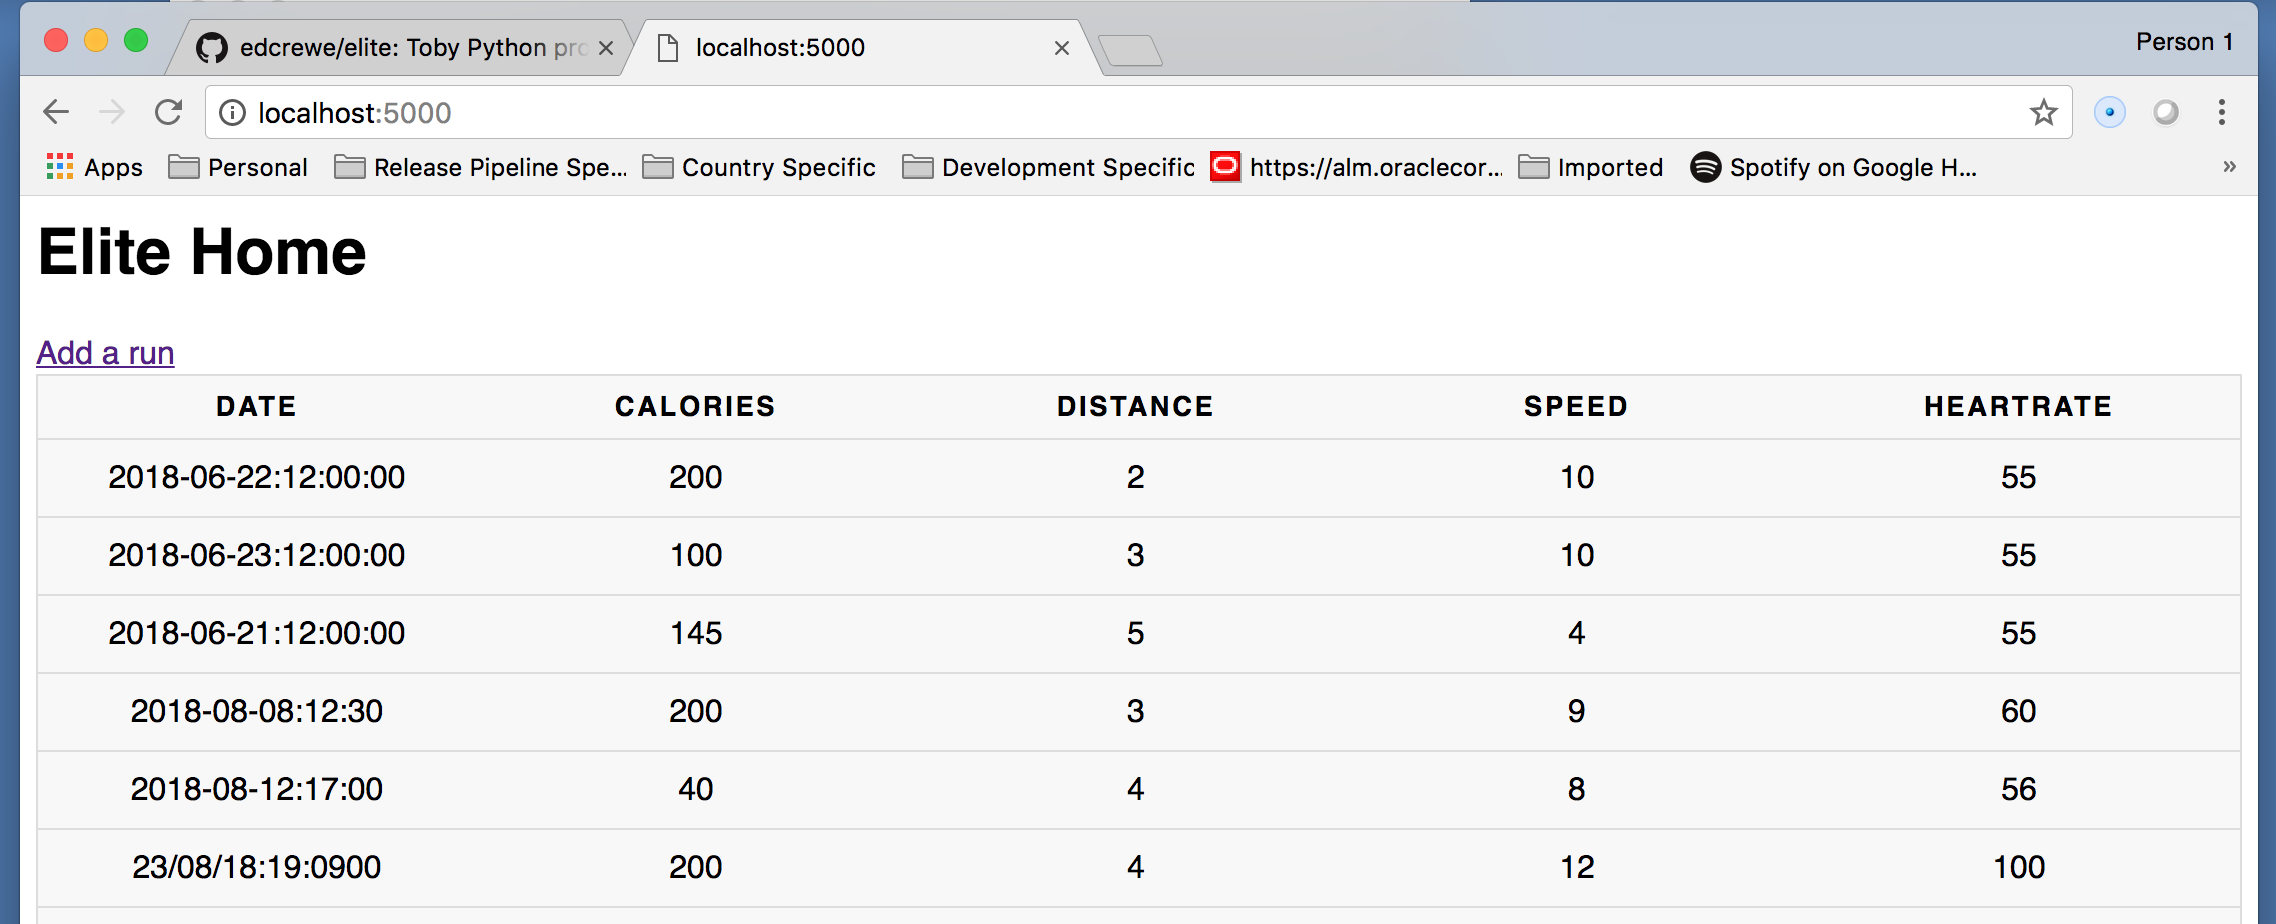 edcrewe/elite: Toby Python pro
localhost:5000
Person 1
localhost:5000
Apps Personal Release Pipeline Spe... Country Specific Development Specific https://alm.oraclecor... Imported Spotify on Google H... »
Elite Home
Add a run
DATE CALORIES DISTANCE SPEED HEARTRATE
2018-06-22:12:00:00 200 2 10 55
2018-06-23:12:00:00 100 3 10 55
2018-06-21:12:00:00 145 5 4 55
2018-08-08:12:30 200 3 9 60
2018-08-12:17:00 40 4 8 56
23/08/18:19:0900 200 4 12 100